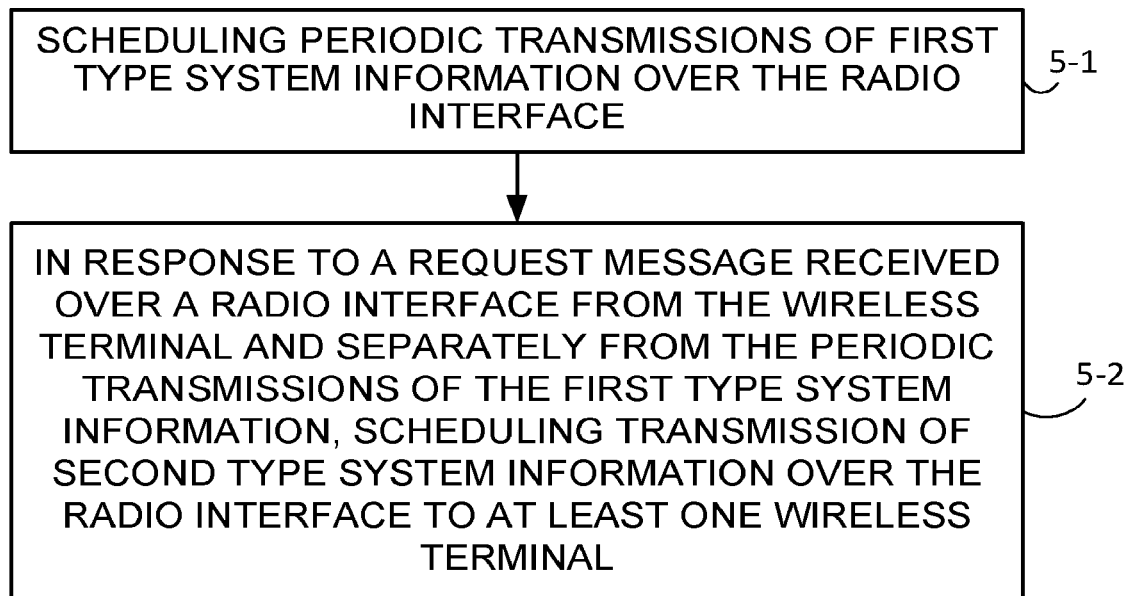 SCHEDULING PERIODIC TRANSMISSIONS OF FIRST
TYPE SYSTEM INFORMATION OVER THE RADIO
INTERFACE
5-1
IN RESPONSE TO A REQUEST MESSAGE RECEIVED
OVER A RADIO INTERFACE FROM THE WIRELESS
TERMINAL AND SEPARATELY FROM THE PERIODIC
TRANSMISSIONS OF THE FIRST TYPE SYSTEM
INFORMATION, SCHEDULING TRANSMISSION OF
SECOND TYPE SYSTEM INFORMATION OVER THE
RADIO INTERFACE TO AT LEAST ONE WIRELESS
TERMINAL
5-2